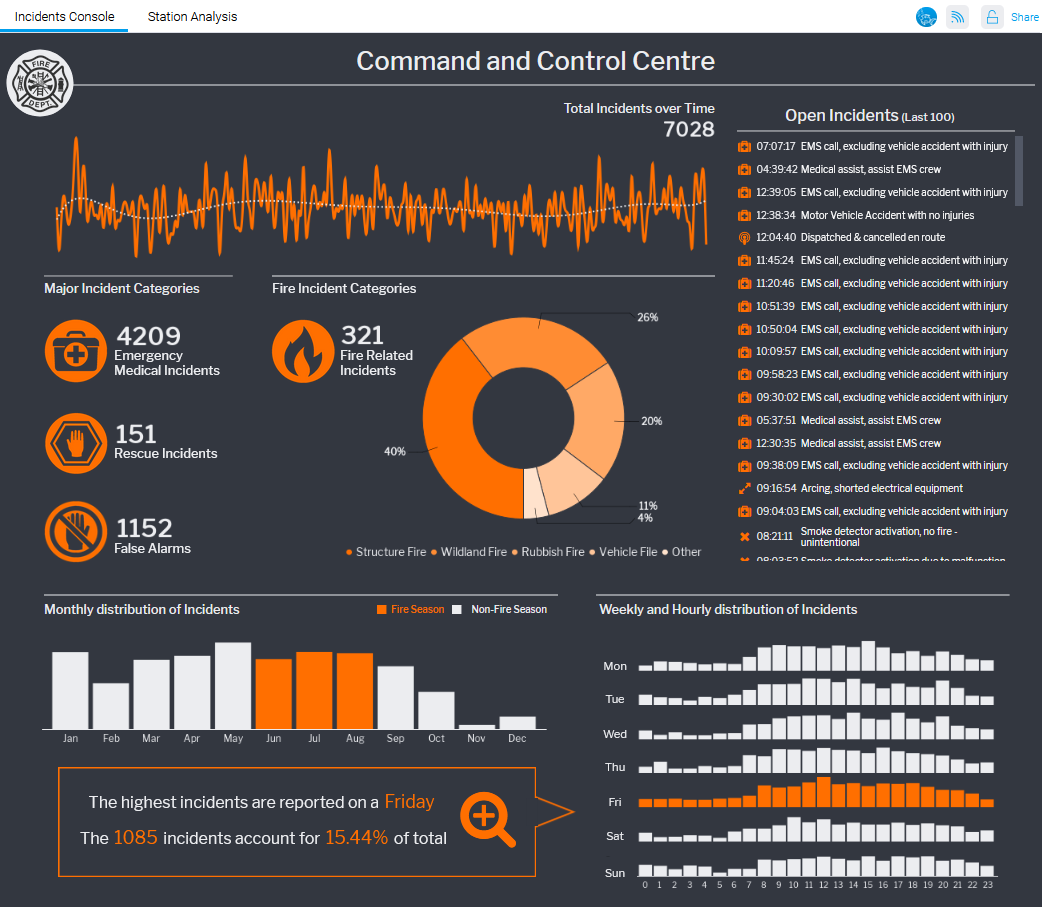 Incidents Console
Station Analysis
Share
FIRE
DEPT.
Command and Control Centre
Total Incidents over Time
7028
Open Incidents (Last 100)
07:07:17 EMS call, excluding vehicle accident with injury
04:39:42 Medical assist, assist EMS crew
12:39:05 EMS call, excluding vehicle accident with injury
12:38:34 Motor Vehicle Accident with no injuries
12:04:40 Dispatched & cancelled en route
11:45:24 EMS call, excluding vehicle accident with injury
11:20:46 EMS call, excluding vehicle accident with injury
10:51:39 EMS call, excluding vehicle accident with injury
10:50:04 EMS call, excluding vehicle accident with injury
10:09:57 EMS call, excluding vehicle accident with injury
09:58:23 EMS call, excluding vehicle accident with injury
09:30:02 EMS call, excluding vehicle accident with injury
05:37:51 Medical assist, assist EMS crew
12:30:35 Medical assist, assist EMS crew
09:38:09 EMS call, excluding vehicle accident with injury
09:16:54 Arcing, shorted electrical equipment
09:04:03 EMS call, excluding vehicle accident with injury
08:21:11 Smoke detector activation, no fire -
unintentional
08:03:52 Smoke detector activation due to malfunction
Major Incident Categories
4209
Emergency
Medical Incidents
151
Rescue Incidents
1152
False Alarms
Fire Incident Categories
321
Fire Related
Incidents
26%
20%
40%
11%
4%
Structure Fire
Wildland Fire
Rubbish Fire
Vehicle File
Other
Monthly distribution of Incidents
Fire Season
Non-Fire Season
Jan Feb Mar Apr May Jun Jul Aug Sep Oct Nov Dec
The highest incidents are reported on a Friday
The 1085 incidents account for 15.44% of total
Weekly and Hourly distribution of Incidents
Mon
Tue
Wed
Thu
Fri
Sat
Sun
0 1 2 3 4 5 6 7 8 9 10 11 12 13 14 15 16 17 18 19 20 21 22 23